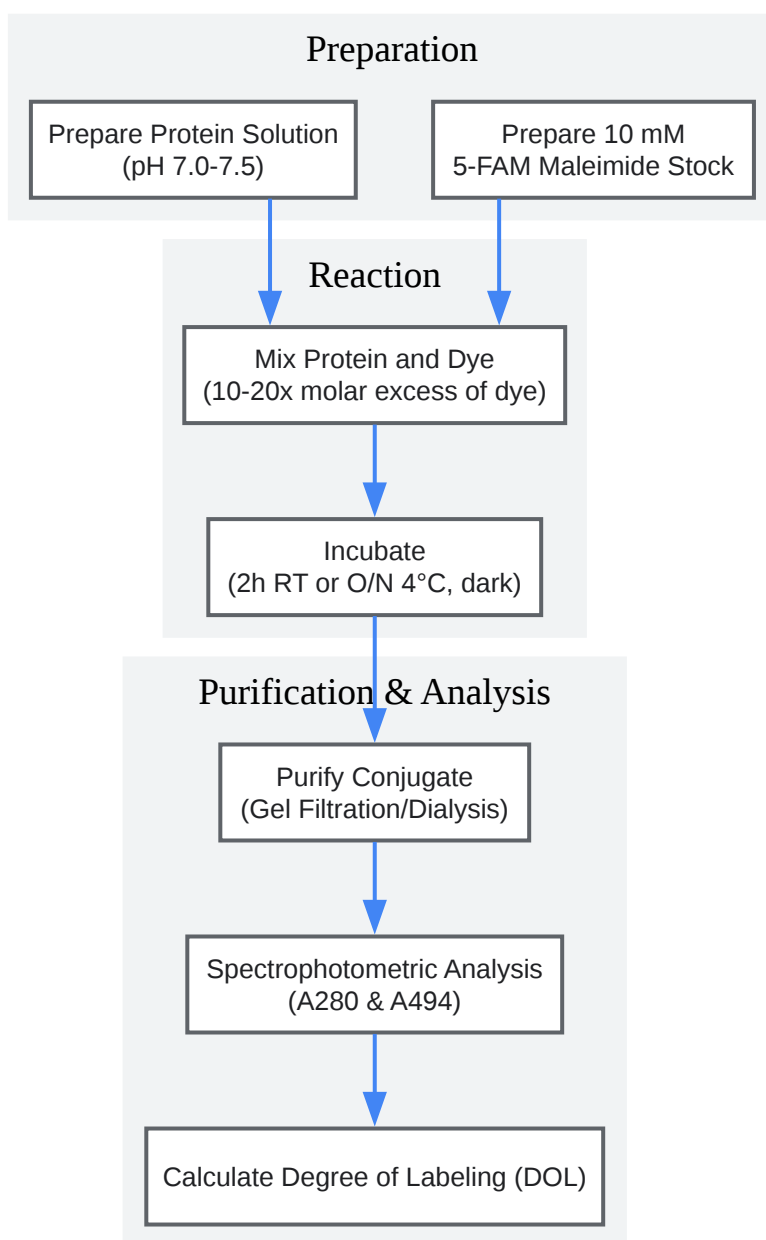 Preparation
Prepare Protein Solution
(pH 7.0-7.5)
Prepare 10 mM
5-FAM Maleimide Stock
Reaction
Mix Protein and Dye
(10-20x molar excess of dye)
Incubate
(2h RT or O/N 4°C, dark)
Purification & Analysis
Purify Conjugate
(Gel Filtration/Dialysis)
Spectrophotometric Analysis
(A280 & A494)
Calculate Degree of Labeling (DOL)